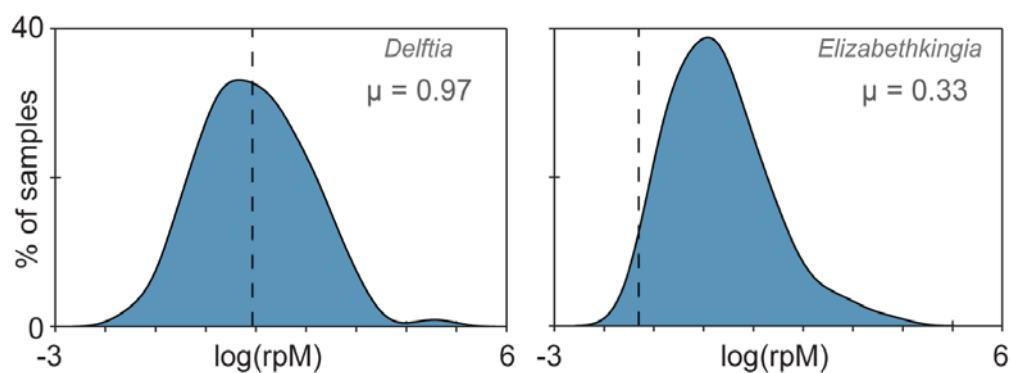 40
% of samples
0
Delftia
μ = 0.97
-3
log(rpM)
6
Elizabethkingia
μ = 0.33
-3
log(rpM)
6